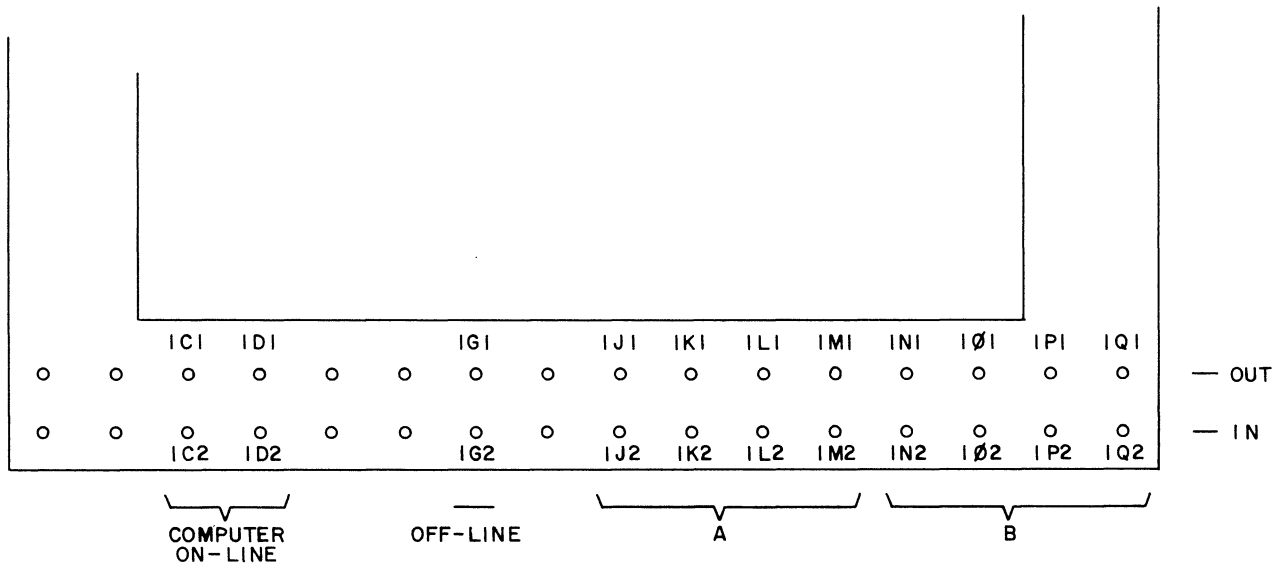 1C1 1D1 1G1 1J1 1K1 1L1 1M1 1N1 1Ø1 1P1 1Q1
— OUT
— IN
1C2 1D2 1G2 1J2 1K2 1L2 1M2 1N2 1Ø2 1P2 1Q2
COMPUTER
ON-LINE
OFF-LINE
A
B